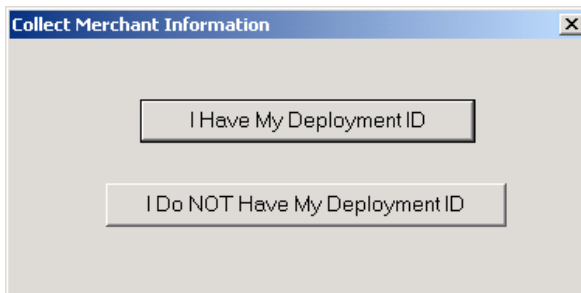 Collect Merchant Information
I Have My Deployment ID
I Do NOT Have My Deployment ID